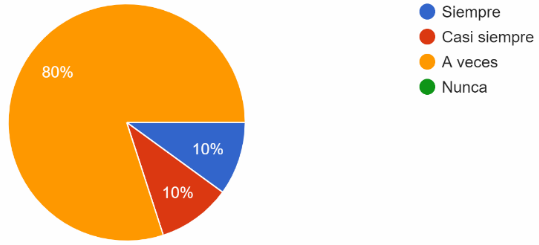 Siempre
Casi siempre
A veces
Nunca
80%
10%
10%